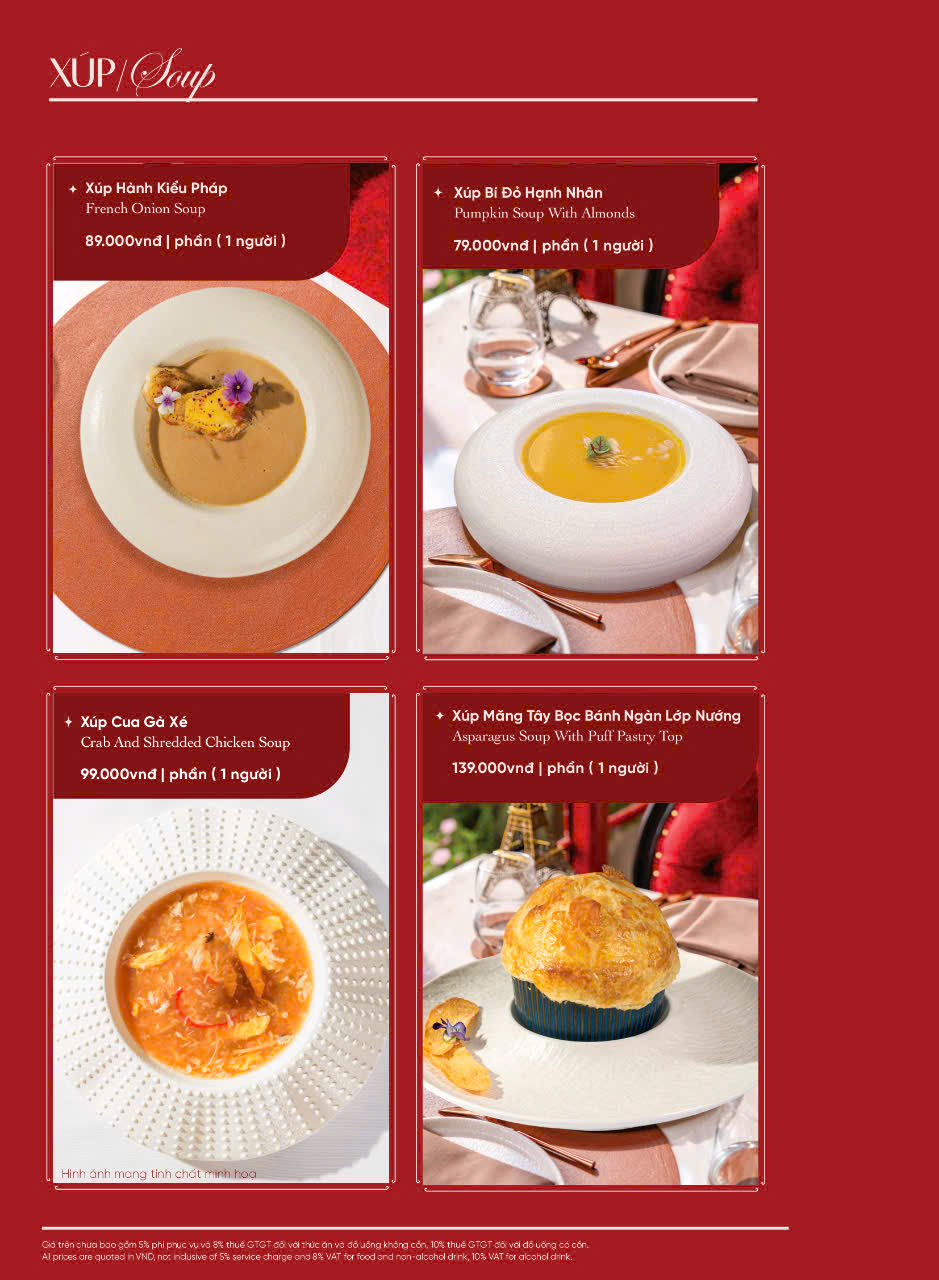 XÚP/Soup
Xúp Hành Kiểu Pháp
French Onion Soup
89.000vnđ | phần ( 1 người )
Xúp Bí Đỏ Hạnh Nhân
Pumpkin Soup With Almonds
79.000vnđ | phần ( 1 người )
Xúp Cua Gà Xé
Crab And Shredded Chicken Soup
99.000vnđ | phần ( 1 người )
Xúp Măng Tây Bọc Bánh Ngàn Lớp Nướng
Asparagus Soup With Puff Pastry Top
139.000vnđ | phần ( 1 người )
Hình ảnh mang tính chất minh hoạ
Giá trên chưa bao gồm 5% phí phục vụ và 8% thuế GTGT đối với thức ăn và đồ uống không cồn, 10% thuế GTGT đối với đồ uống có cồn.
All prices are quoted in VND, not inclusive of 5% service charge and 8% VAT for food and non-alcohol drink, 10% VAT for alcohol drink.